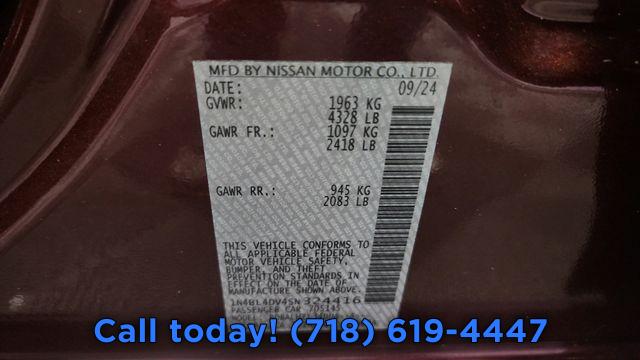 MFD BY NISSAN MOTOR CO., LTD.
DATE: 09/24
GVWR: 1963 KG
4328 LB
GAWR FR.: 1097 KG
2418 LB
GAWR RR.: 945 KG
2083 LB
THIS VEHICLE CONFORMS TO
ALL APPLICABLE FEDERAL
MOTOR VEHICLE SAFETY,
BUMPER, AND THEFT
PREVENTION STANDARDS IN
EFFECT ON THE DATE OF
MANUFACTURE SHOWN ABOVE.
1N4BL4DV4SN 324416
PASSENGER CAR
MODEL:
Call today! (718) 619-4447